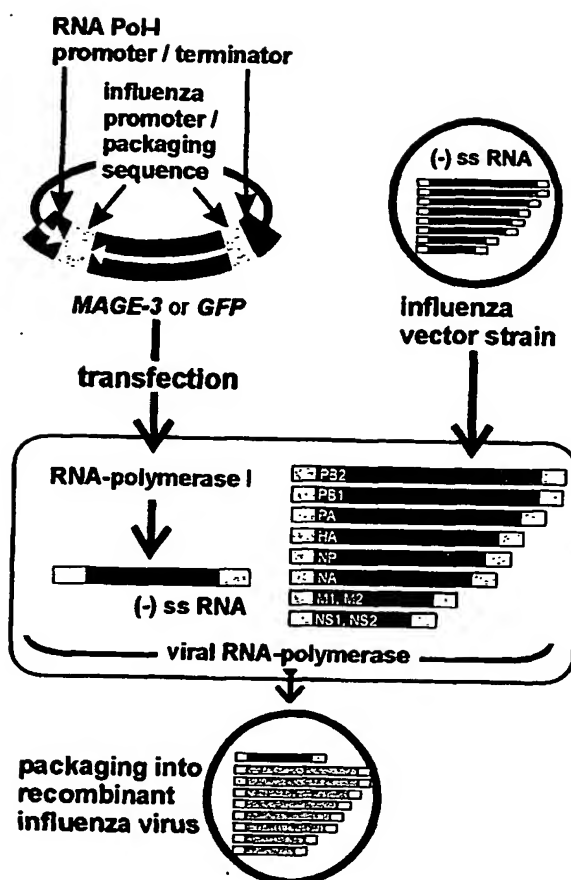 RNA Pol-I
promoter / terminator
influenza
promoter /
packaging
sequence
(-) ss RNA
MAGE-3 or GFP
influenza
vector strain
transfection
RNA-polymerase I
(-) ss RNA
PB2
PB1
PA
HA
NP
NA
M1, M2
NS1, NS2
viral RNA-polymerase
packaging into
recombinant
influenza virus